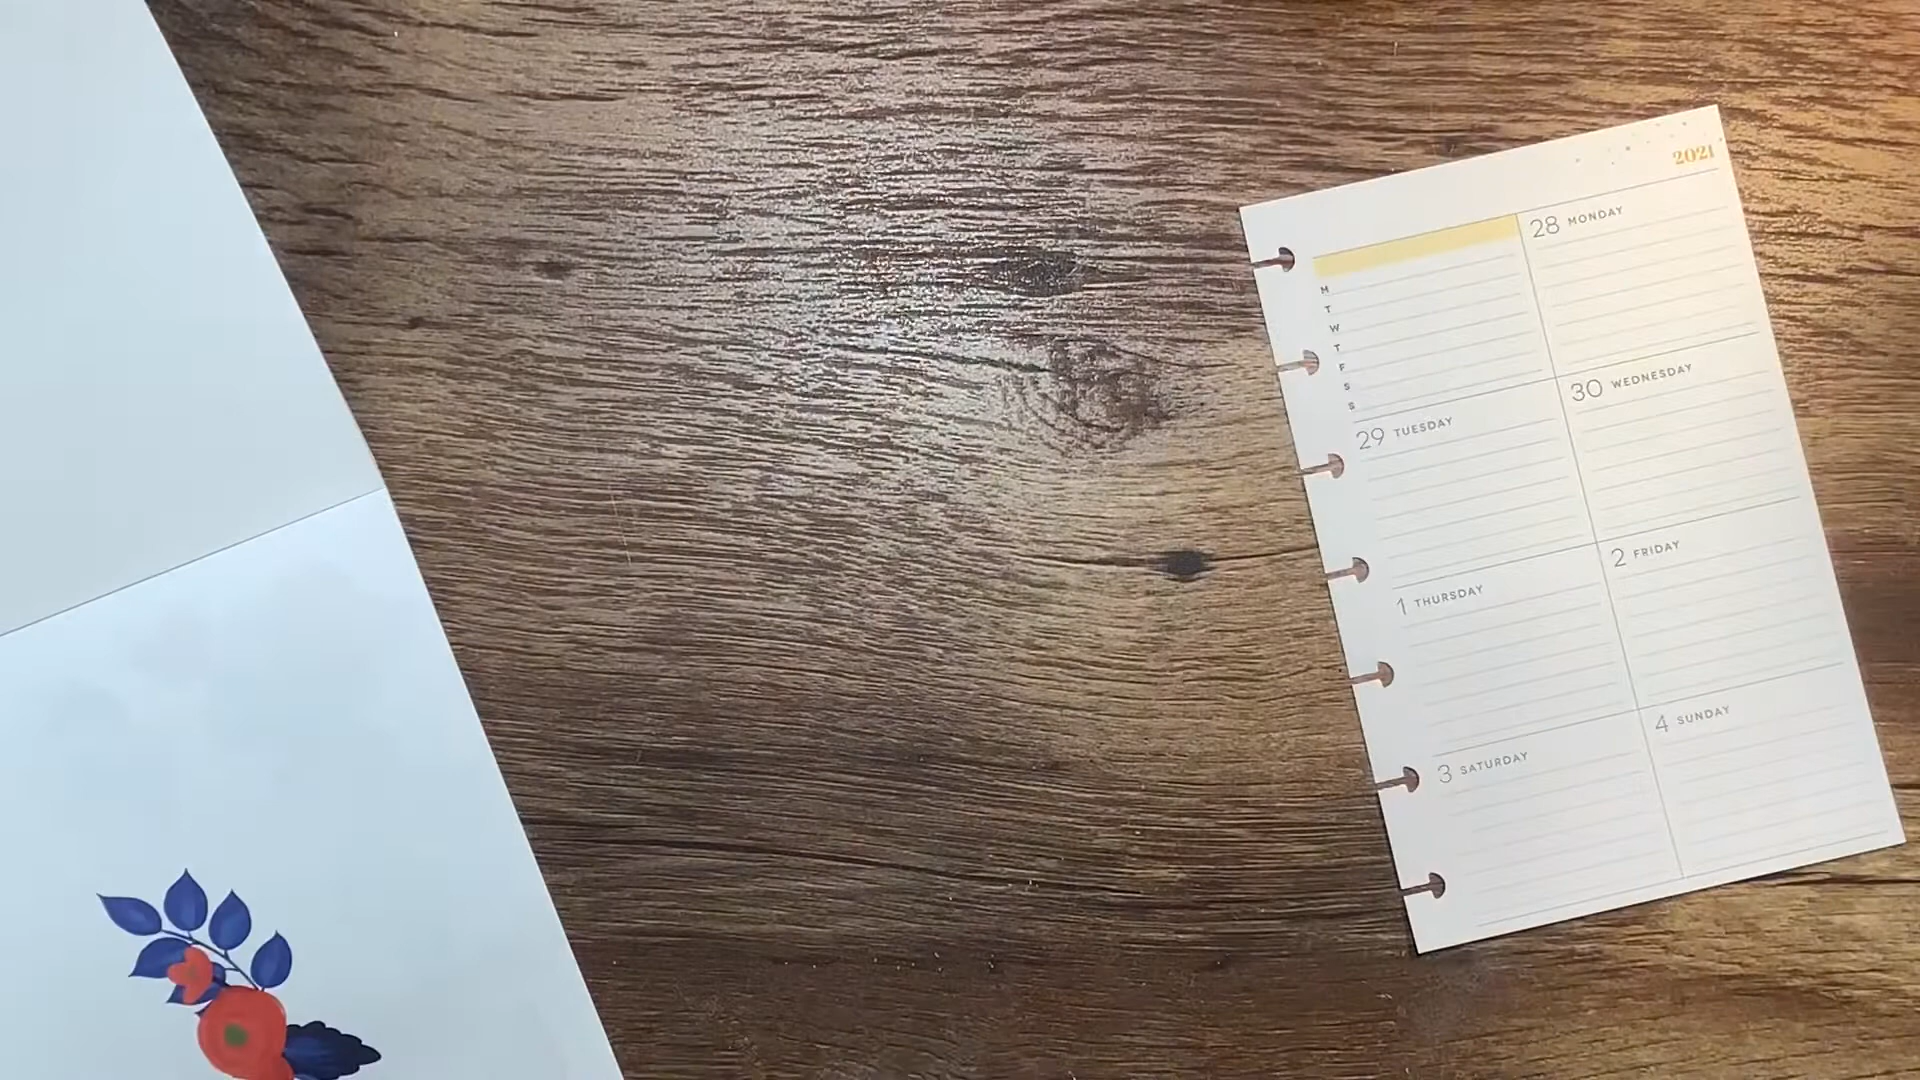 2021
28 MONDAY
M
T
W
T
F
S
S
29 TUESDAY
30 WEDNESDAY
1 THURSDAY
2 FRIDAY
3 SATURDAY
4 SUNDAY